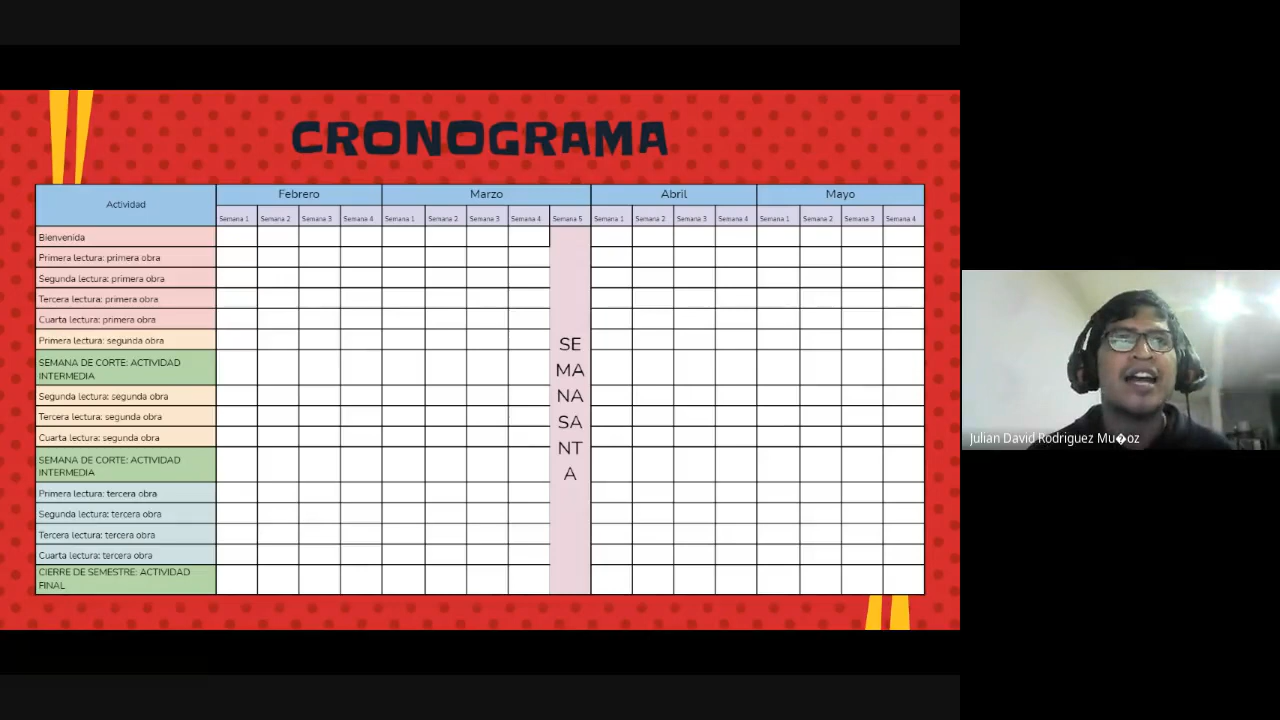 CRONOGRAMA
Actividad
Febrero
Marzo
Abril
Mayo
Semana 1
Semana 2
Semana 3
Semana 4
Semana 1
Semana 2
Semana 3
Semana 4
Semana 5
Semana 1
Semana 2
Semana 3
Semana 4
Semana 1
Semana 2
Semana 3
Semana 4
Bienvenida
Primera lectura: primera obra
Segunda lectura: primera obra
Tercera lectura: primera obra
Cuarta lectura: primera obra
Primera lectura: segunda obra
SEMANA DE CORTE: ACTIVIDAD
INTERMEDIA
Segunda lectura: segunda obra
Tercera lectura: segunda obra
Cuarta lectura: segunda obra
SEMANA DE CORTE: ACTIVIDAD
INTERMEDIA
Primera lectura: tercera obra
Segunda lectura: tercera obra
Tercera lectura: tercera obra
Cuarta lectura: tercera obra
CIERRE DE SEMESTRE: ACTIVIDAD
FINAL
SE
MA
NA
SA
NT
A
Julian David Rodriguez Mu�oz